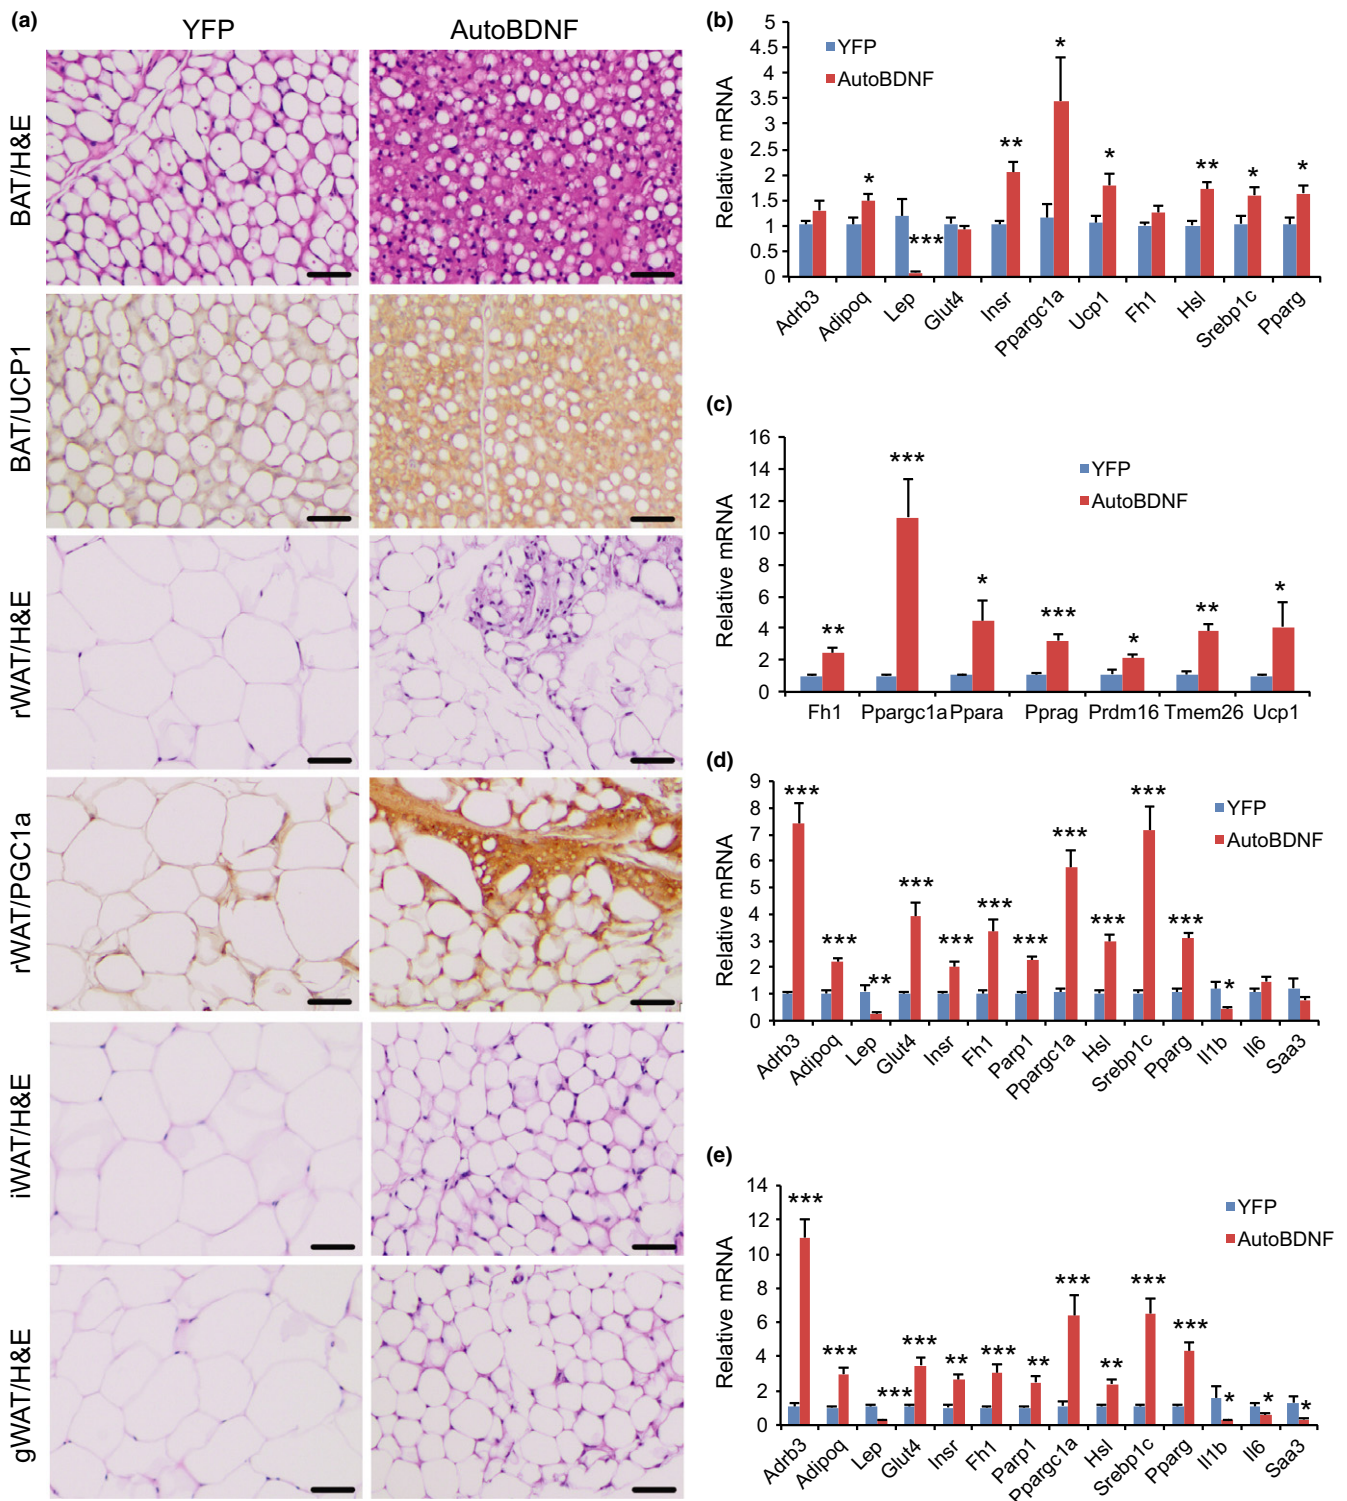 (a)
YFP
AutoBDNF
BAT/H&E
BAT/UCP1
rWAT/H&E
rWAT/PGC1a
iWAT/H&E
gWAT/H&E
(b)
Relative mRNA
5
4.5
4
3.5
3
2.5
2
1.5
1
0.5
0
YFP
AutoBDNF
*
***
**
*
*
**
*
*
Adrb3
Adipoq
Lep
Glut4
Insr
Ppargc1a
Ucp1
Fh1
Hsl
Srebp1c
Pparg
(c)
Relative mRNA
16
14
12
10
8
6
4
2
0
YFP
AutoBDNF
**
***
*
***
*
**
*
Fh1
Ppargc1a
Ppara
Pprag
Prdm16
Tmem26
Ucp1
(d)
Relative mRNA
9
8
7
6
5
4
3
2
1
0
YFP
AutoBDNF
***
***
**
***
***
***
***
***
***
***
***
*
Adrb3
Adipoq
Lep
Glut4
Insr
Fh1
Parp1
Ppargc1a
Hsl
Srebp1c
Pparg
Il1b
Il6
Saa3
(e)
Relative mRNA
14
12
10
8
6
4
2
0
YFP
AutoBDNF
***
***
***
***
**
***
**
***
**
***
***
*
*
*
Adrb3
Adipoq
Lep
Glut4
Insr
Fh1
Parp1
Ppargc1a
Hsl
Srebp1c
Pparg
Il1b
Il6
Saa3